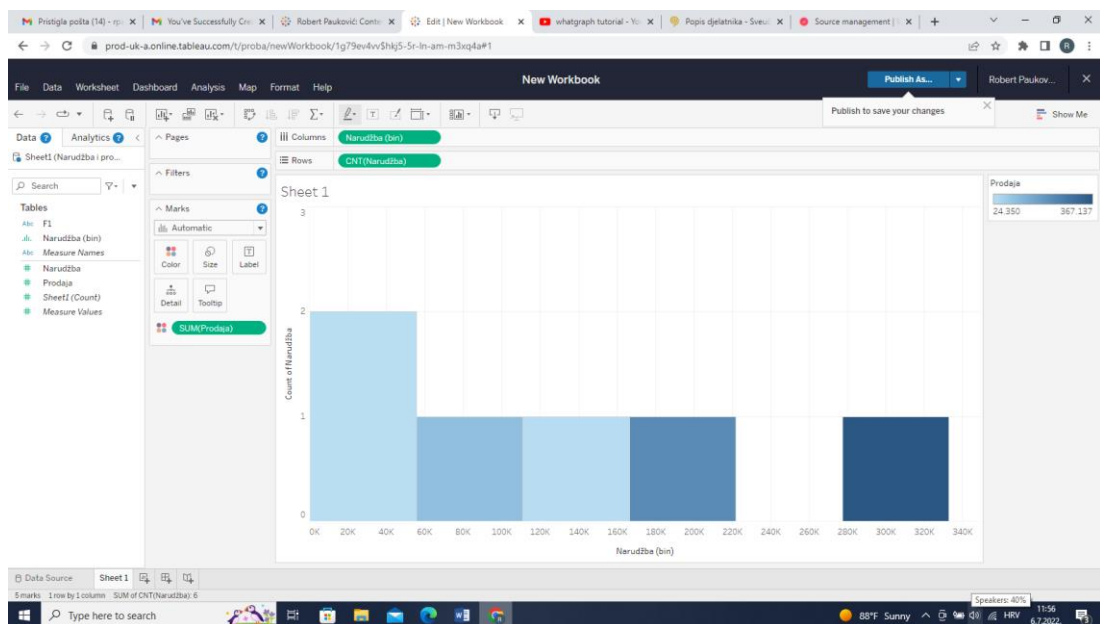 Pristigla pošta (14) - rp
You've Successfully Cre
Robert Pauković: Conte
Edit | New Workbook
whatgraph tutorial - Yo
Popis djelatnika - Sveu
Source management |
prod-uk-a.online.tableau.com/t/proba/newWorkbook/1g79ev4vv$hkj5-5r-ln-am-m3xq4a#1
New Workbook
Publish As...
Robert Paukov...
File Data Worksheet Dashboard Analysis Map Format Help
Publish to save your changes
Show Me
Data Analytics
Pages
Columns Narudžba (bin)
Sheet1 (Narudžba i pro...
Rows CNT(Narudžba)
Filters
Search
Sheet 1
Prodaja
24.350 367.137
Tables
Abc F1
Narudžba (bin)
Abc Measure Names
Narudžba
Prodaja
Sheet1 (Count)
Measure Values
Marks
Automatic
Color Size Label
Detail Tooltip
SUM(Prodaja)
3
2
1
0
Count of Narudžba
0K 20K 40K 60K 80K 100K 120K 140K 160K 180K 200K 220K 240K 260K 280K 300K 320K 340K
Narudžba (bin)
Data Source Sheet 1
5 marks 1 row by 1 column SUM of CNT(Narudžba): 6
Speakers: 40%
Type here to search
88°F Sunny
HRV
11:56
6.7.2022.